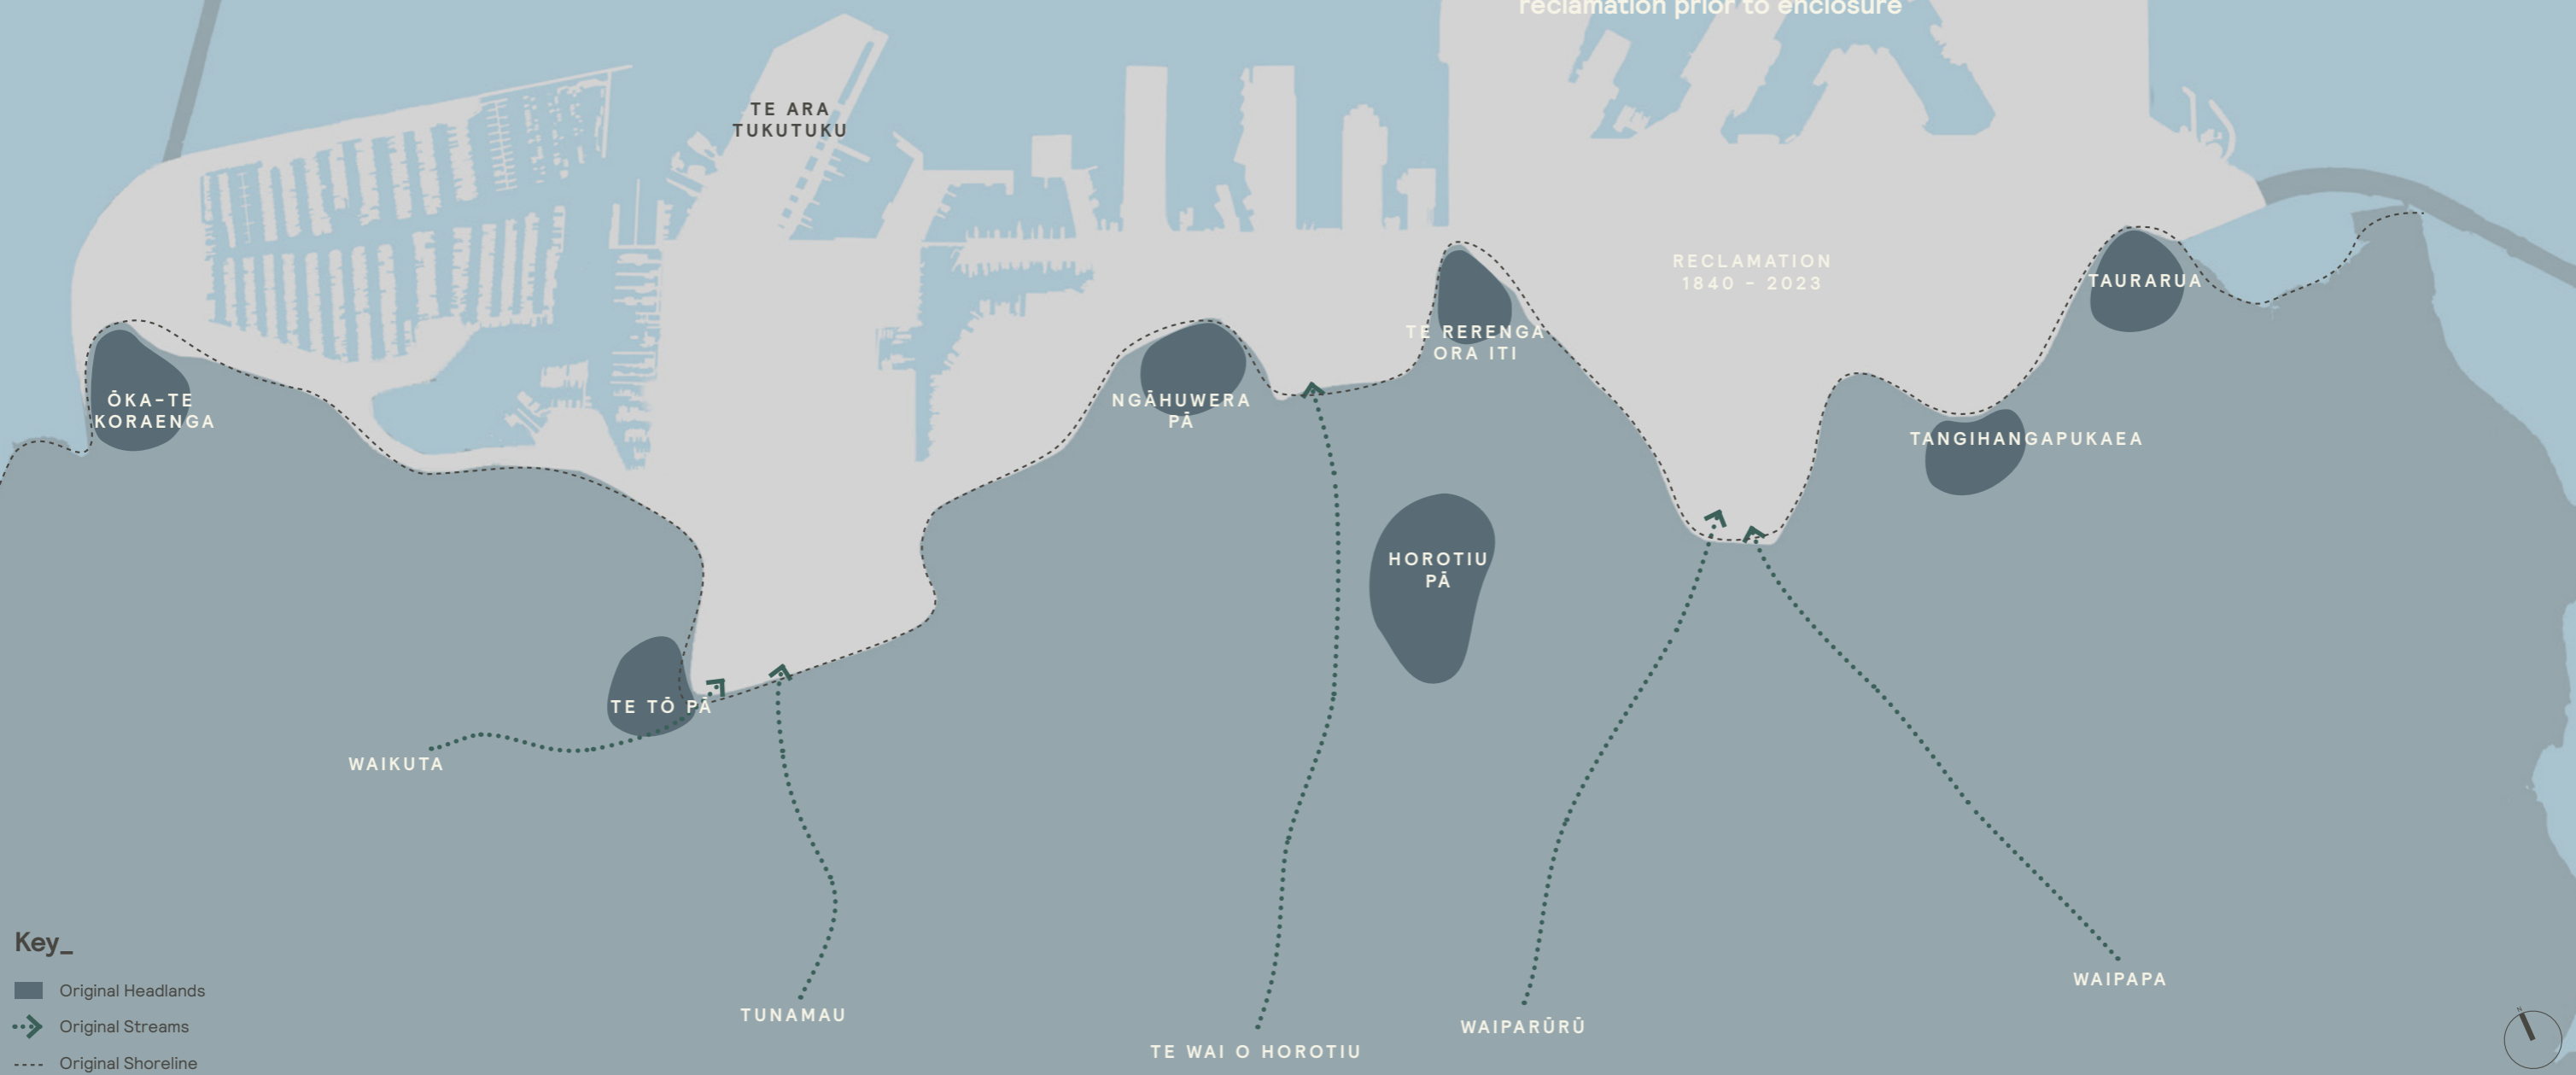 reclamation prior to enclosure
TE ARA
TUKUTUKU
RECLAMATION
1840 - 2023
TAURARUA
TE RERENGA
ORA ITI
ŌKA-TE
KORAENGA
NGĀHUWERA
PĀ
TANGIHANGAPUKAEA
HOROTIU
PĀ
TE TŌ PĀ
WAIKUTA
TUNAMAU
TE WAI O HOROTIU
WAIPARŪRŪ
WAIPAPA
Key_
Original Headlands
Original Streams
Original Shoreline